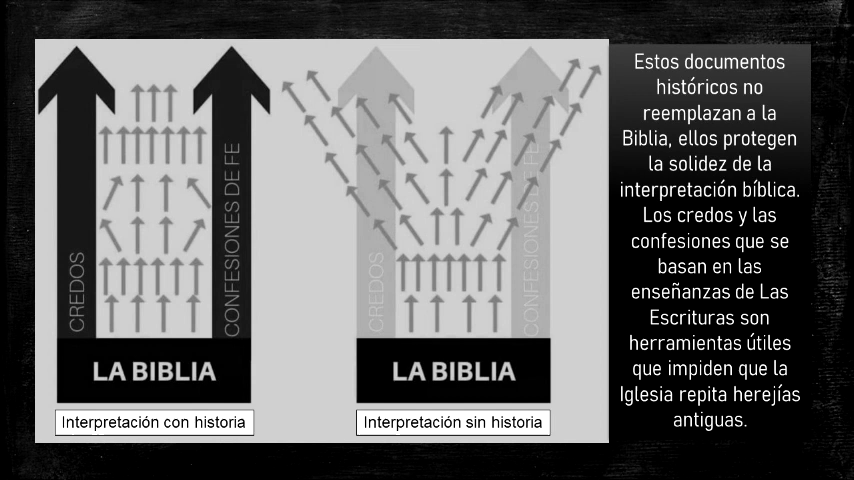 CREDOS
CONFESIONES DE FE
LA BIBLIA
Interpretación con historia
CREDOS
CONFESIONES DE FE
LA BIBLIA
Interpretación sin historia
Estos documentos
históricos no
reemplazan a la
Biblia, ellos protegen
la solidez de la
interpretación bíblica.
Los credos y las
confesiones que se
basan en las
enseñanzas de Las
Escrituras son
herramientas útiles
que impiden que la
Iglesia repita herejías
antiguas.